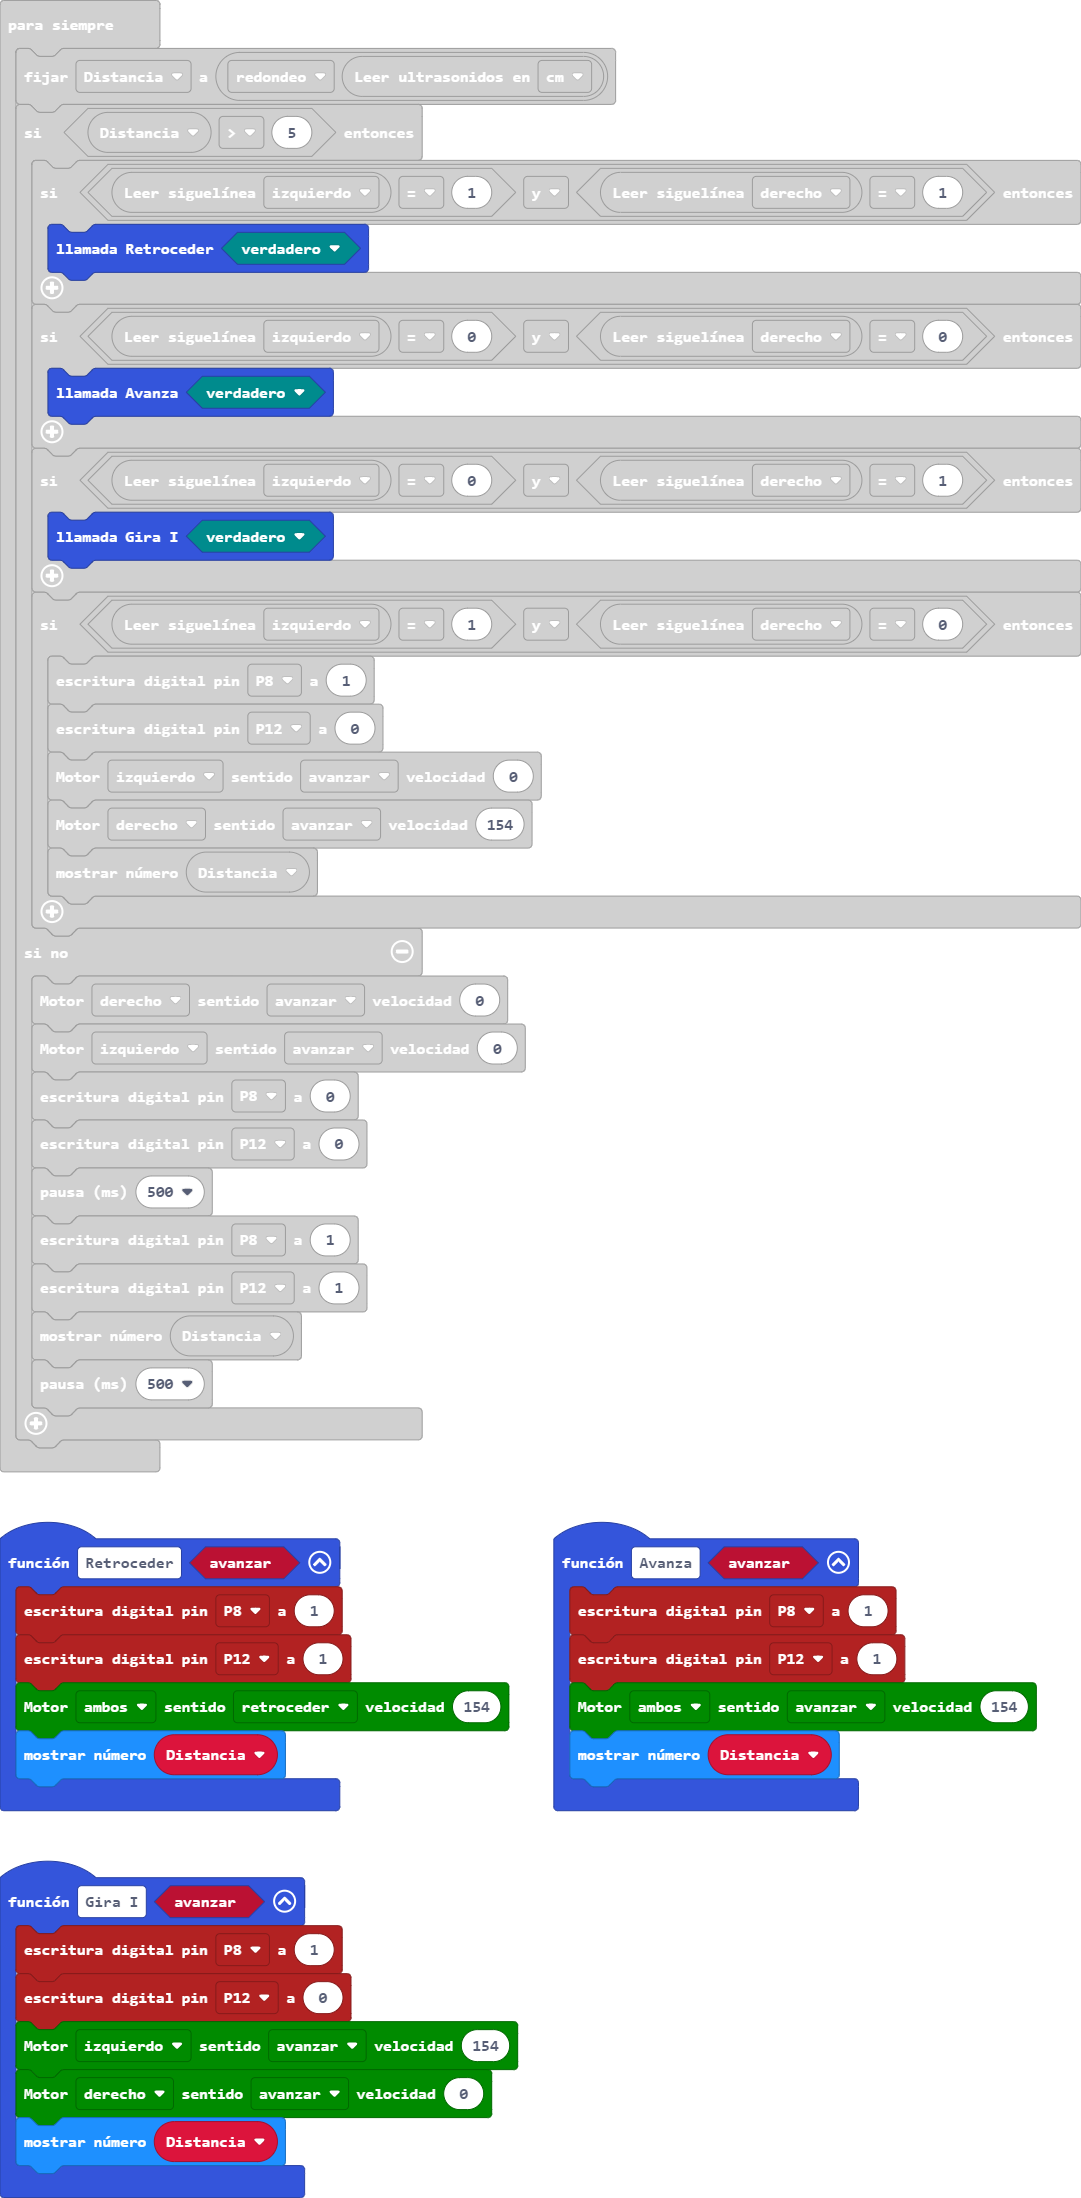 para siempre
fijar Distancia a redondeo Leer ultrasonidos en cm
si Distancia > 5 entonces
si Leer siguelínea izquierdo = 1 y Leer siguelínea derecho = 1 entonces
llamada Retroceder verdadero
si Leer siguelínea izquierdo = 0 y Leer siguelínea derecho = 0 entonces
llamada Avanza verdadero
si Leer siguelínea izquierdo = 0 y Leer siguelínea derecho = 1 entonces
llamada Gira I verdadero
si Leer siguelínea izquierdo = 1 y Leer siguelínea derecho = 0 entonces
escritura digital pin P8 a 1
escritura digital pin P12 a 0
Motor izquierdo sentido avanzar velocidad 0
Motor derecho sentido avanzar velocidad 154
mostrar número Distancia
si no
Motor derecho sentido avanzar velocidad 0
Motor izquierdo sentido avanzar velocidad 0
escritura digital pin P8 a 0
escritura digital pin P12 a 0
pausa (ms) 500
escritura digital pin P8 a 1
escritura digital pin P12 a 1
mostrar número Distancia
pausa (ms) 500
función Retroceder avanzar
escritura digital pin P8 a 1
escritura digital pin P12 a 1
Motor ambos sentido retroceder velocidad 154
mostrar número Distancia
función Avanza avanzar
escritura digital pin P8 a 1
escritura digital pin P12 a 1
Motor ambos sentido avanzar velocidad 154
mostrar número Distancia
función Gira I avanzar
escritura digital pin P8 a 1
escritura digital pin P12 a 0
Motor izquierdo sentido avanzar velocidad 154
Motor derecho sentido avanzar velocidad 0
mostrar número Distancia